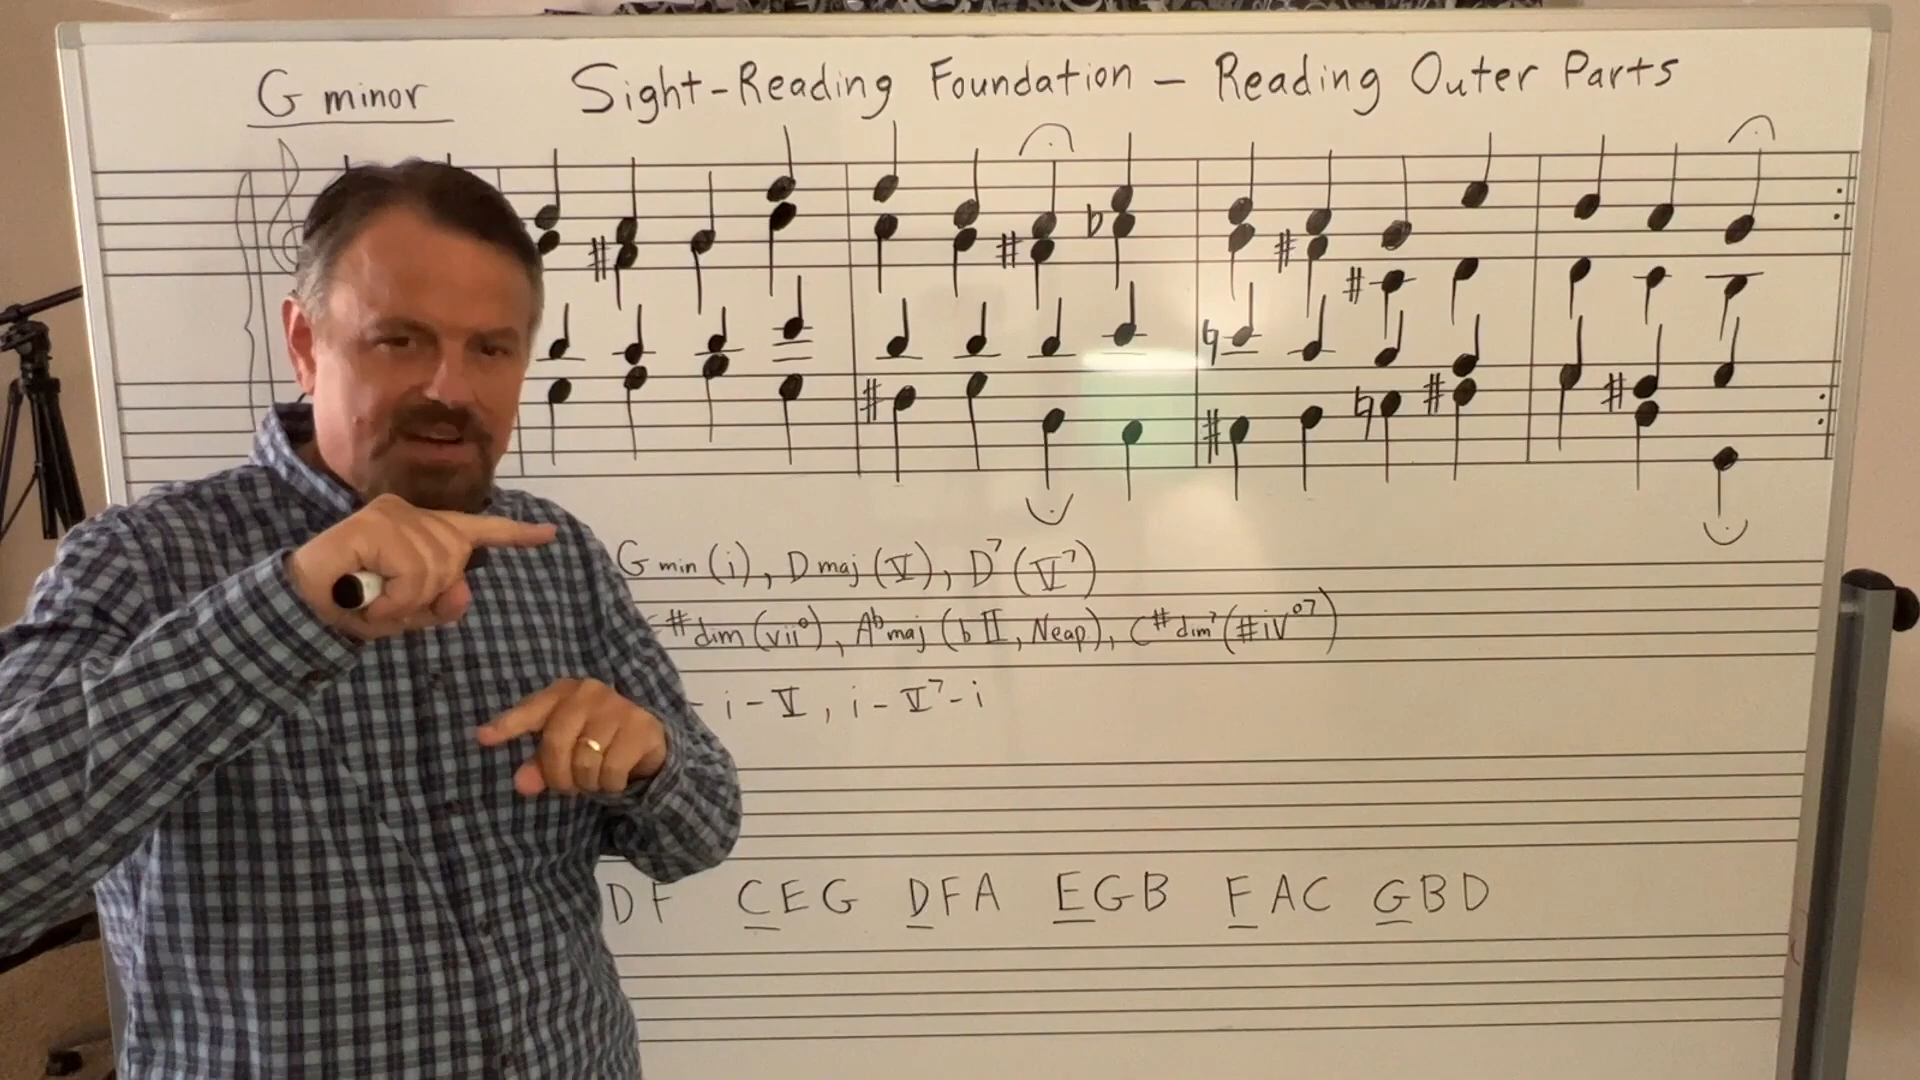 G minor Sight-Reading Foundation – Reading Outer Parts
G min (i), D maj (V), D⁷ (V⁷)
#dim (vii°), A♭ maj (♭II, Neap), C# dim⁷ (#iv°⁷)
- i - V, i - V⁷ - i
DF CEG DFA EGB FAC GBD